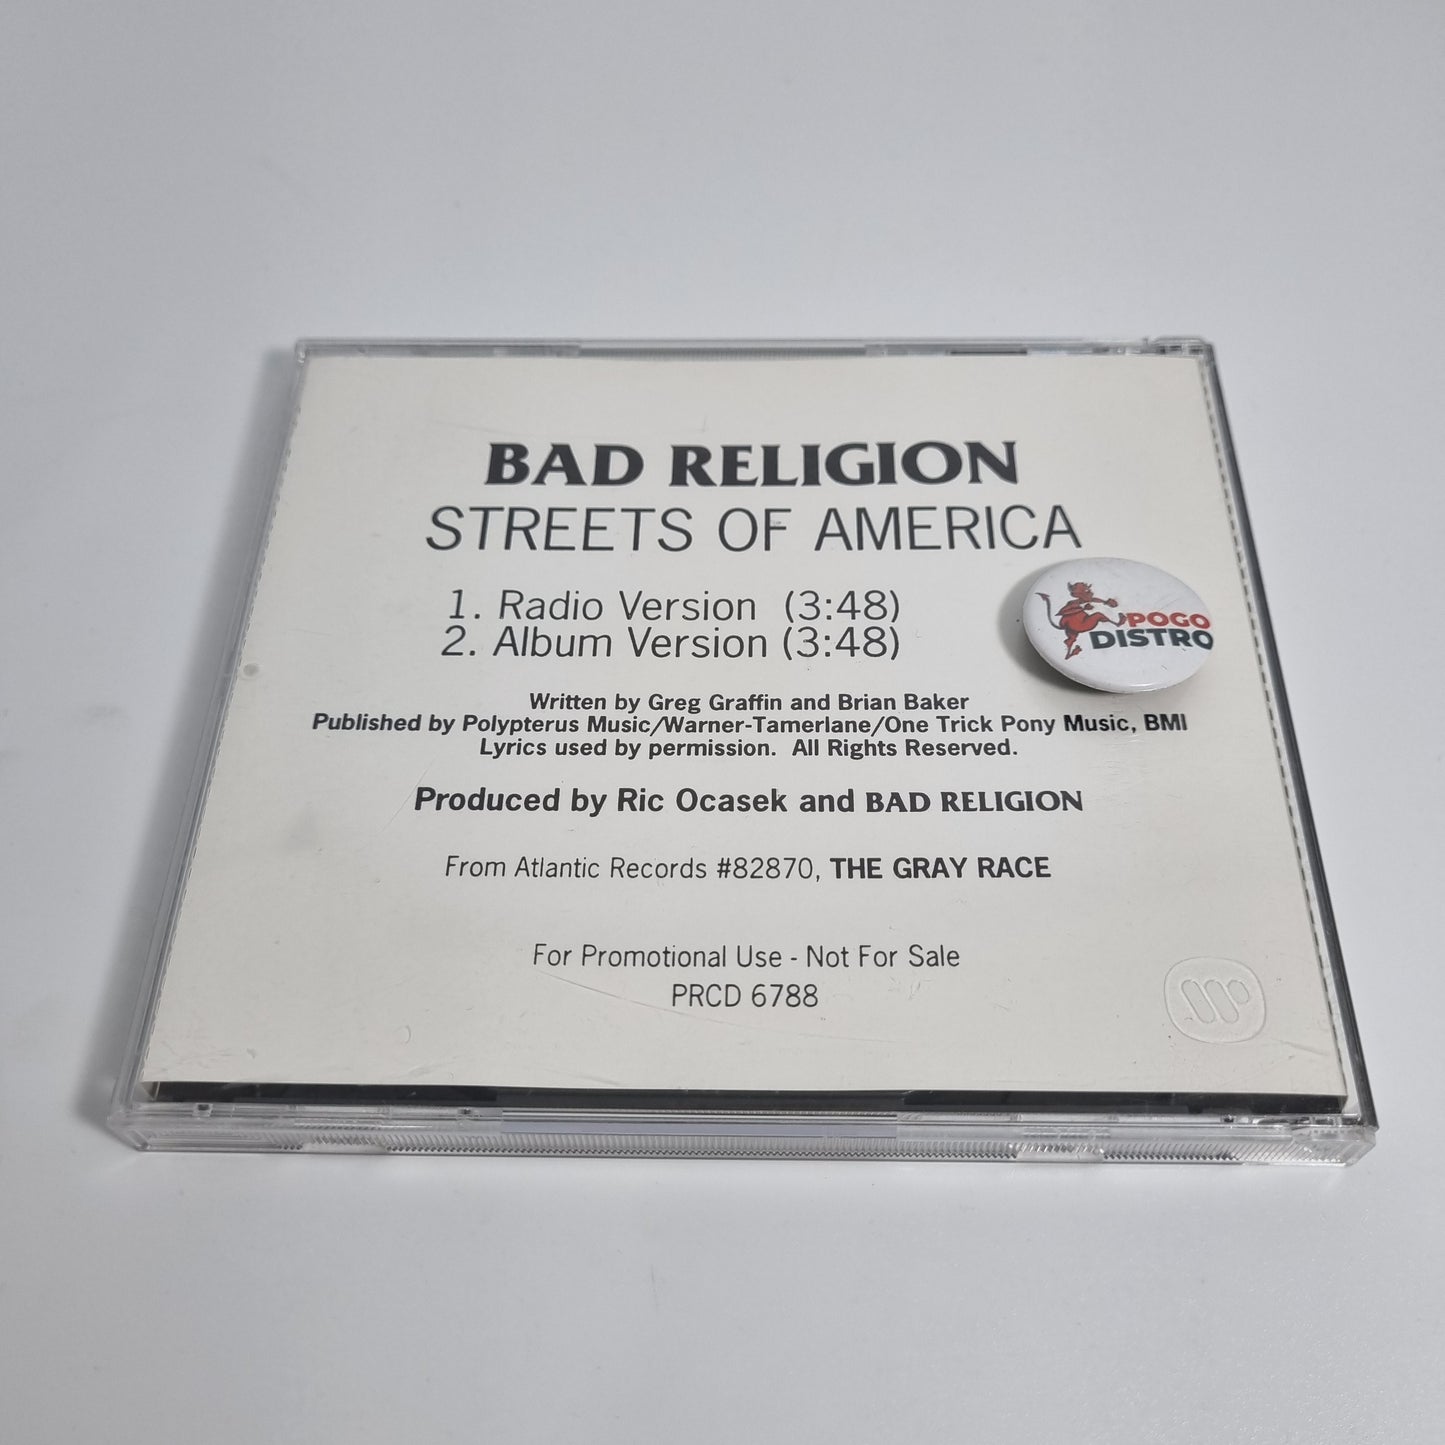 BAD RELIGION
STREETS OF AMERICA
1. Radio Version (3:48)
2. Album Version (3:48)
POGO
DISTRO
Written by Greg Graffin and Brian Baker
Published by Polypterus Music/Warner-Tamerlane/One Trick Pony Music, BMI
Lyrics used by permission. All Rights Reserved.
Produced by Ric Ocasek and BAD RELIGION
From Atlantic Records #82870, THE GRAY RACE
For Promotional Use - Not For Sale
PRCD 6788